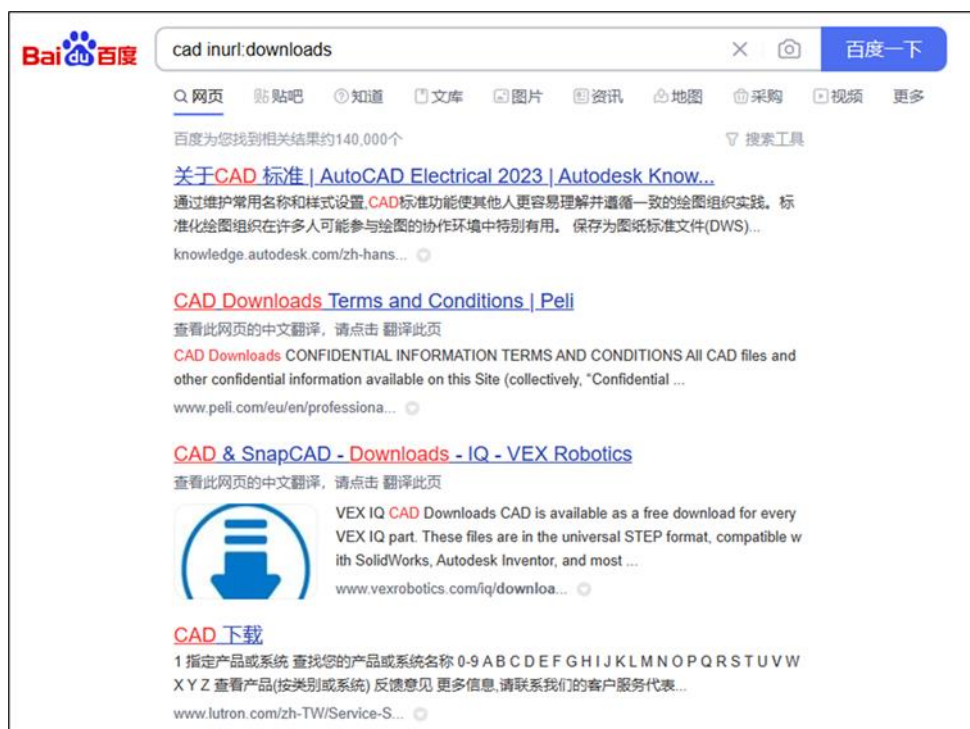 Bai du 百度
cad inurl:downloads
百度一下
网页 贴吧 知道 文库 图片 资讯 地图 采购 视频 更多
百度为您找到相关结果约140,000个 搜索工具
关于CAD 标准 | AutoCAD Electrical 2023 | Autodesk Know...
通过维护常用名称和样式设置,CAD标准功能使其他人更容易理解并遵循一致的绘图组织实践。标
准化绘图组织在许多人可能参与绘图的协作环境中特别有用。 保存为图纸标准文件(DWS)...
knowledge.autodesk.com/zh-hans...
CAD Downloads Terms and Conditions | Peli
查看此网页的中文翻译，请点击 翻译此页
CAD Downloads CONFIDENTIAL INFORMATION TERMS AND CONDITIONS All CAD files and
other confidential information available on this Site (collectively, "Confidential ...
www.peli.com/eu/en/professiona...
CAD & SnapCAD - Downloads - IQ - VEX Robotics
查看此网页的中文翻译，请点击 翻译此页
VEX IQ CAD Downloads CAD is available as a free download for every
VEX IQ part. These files are in the universal STEP format, compatible w
ith SolidWorks, Autodesk Inventor, and most ...
www.vexrobotics.com/iq/downloa...
CAD 下载
1 指定产品或系统 查找您的产品或系统名称 0-9 A B C D E F G H I J K L M N O P Q R S T U V W
X Y Z 查看产品(按类别或系统) 反馈意见 更多信息,请联系我们的客户服务代表...
www.lutron.com/zh-TW/Service-S...